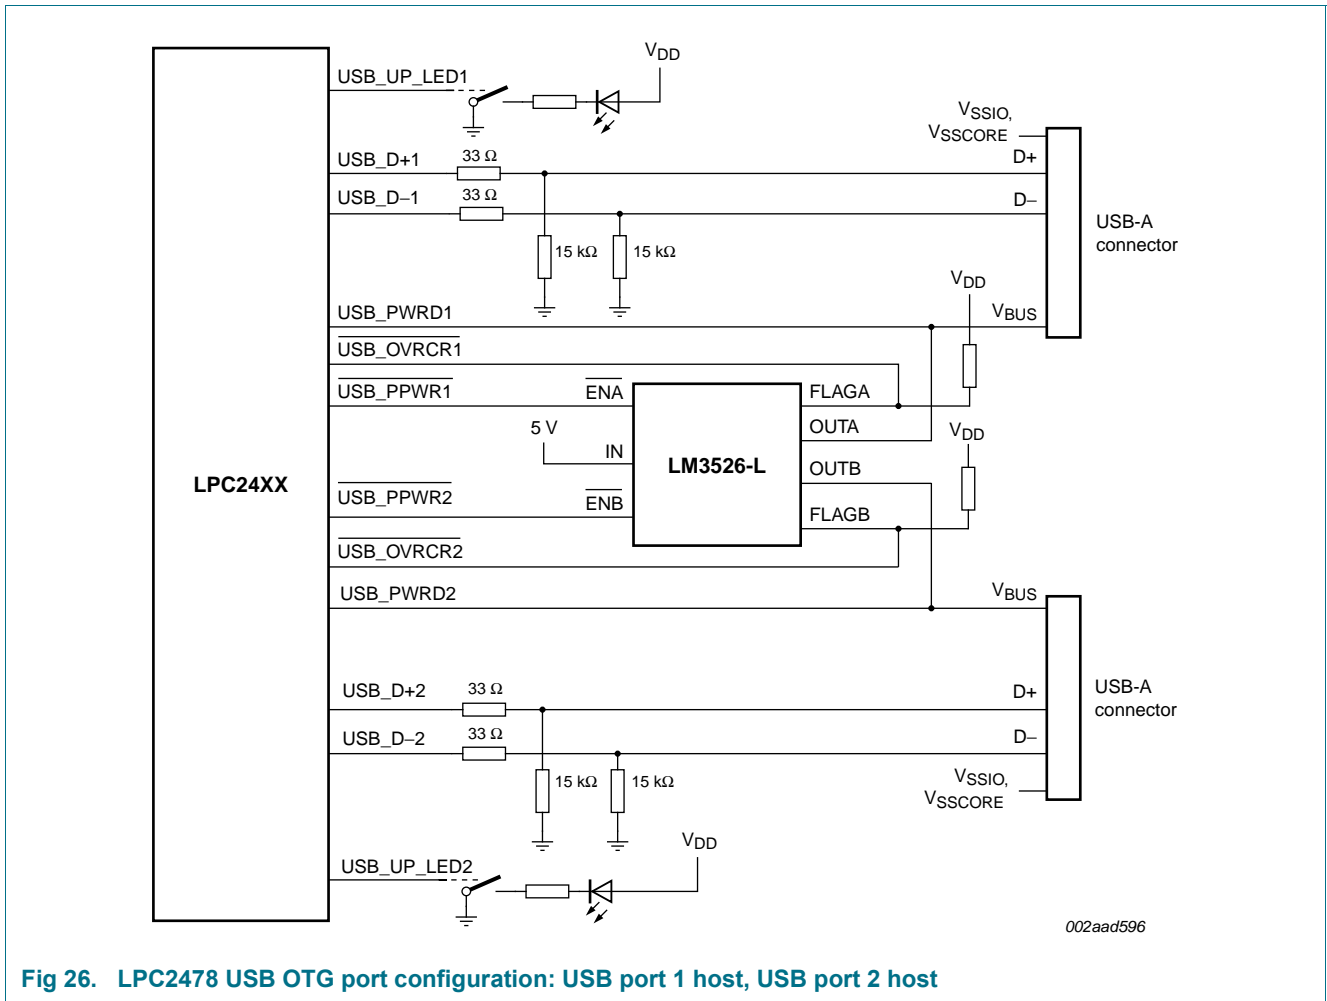 VDD
USB_UP_LED1
VSSIO,
VSSCORE
USB_D+1
33 Ω
D+
USB_D−1
33 Ω
D−
USB-A
connector
15 kΩ
15 kΩ
VDD
USB_PWRD1
VBUS
USB_OVRCR1
USB_PPWR1
ENA
FLAGA
5 V
OUTA
VDD
IN
LM3526-L
LPC24XX
OUTB
USB_PPWR2
ENB
FLAGB
USB_OVRCR2
USB_PWRD2
VBUS
USB_D+2
33 Ω
D+
USB-A
connector
USB_D−2
33 Ω
D−
15 kΩ
15 kΩ
VSSIO,
VSSCORE
VDD
USB_UP_LED2
002aad596
Fig 26. LPC2478 USB OTG port configuration: USB port 1 host, USB port 2 host